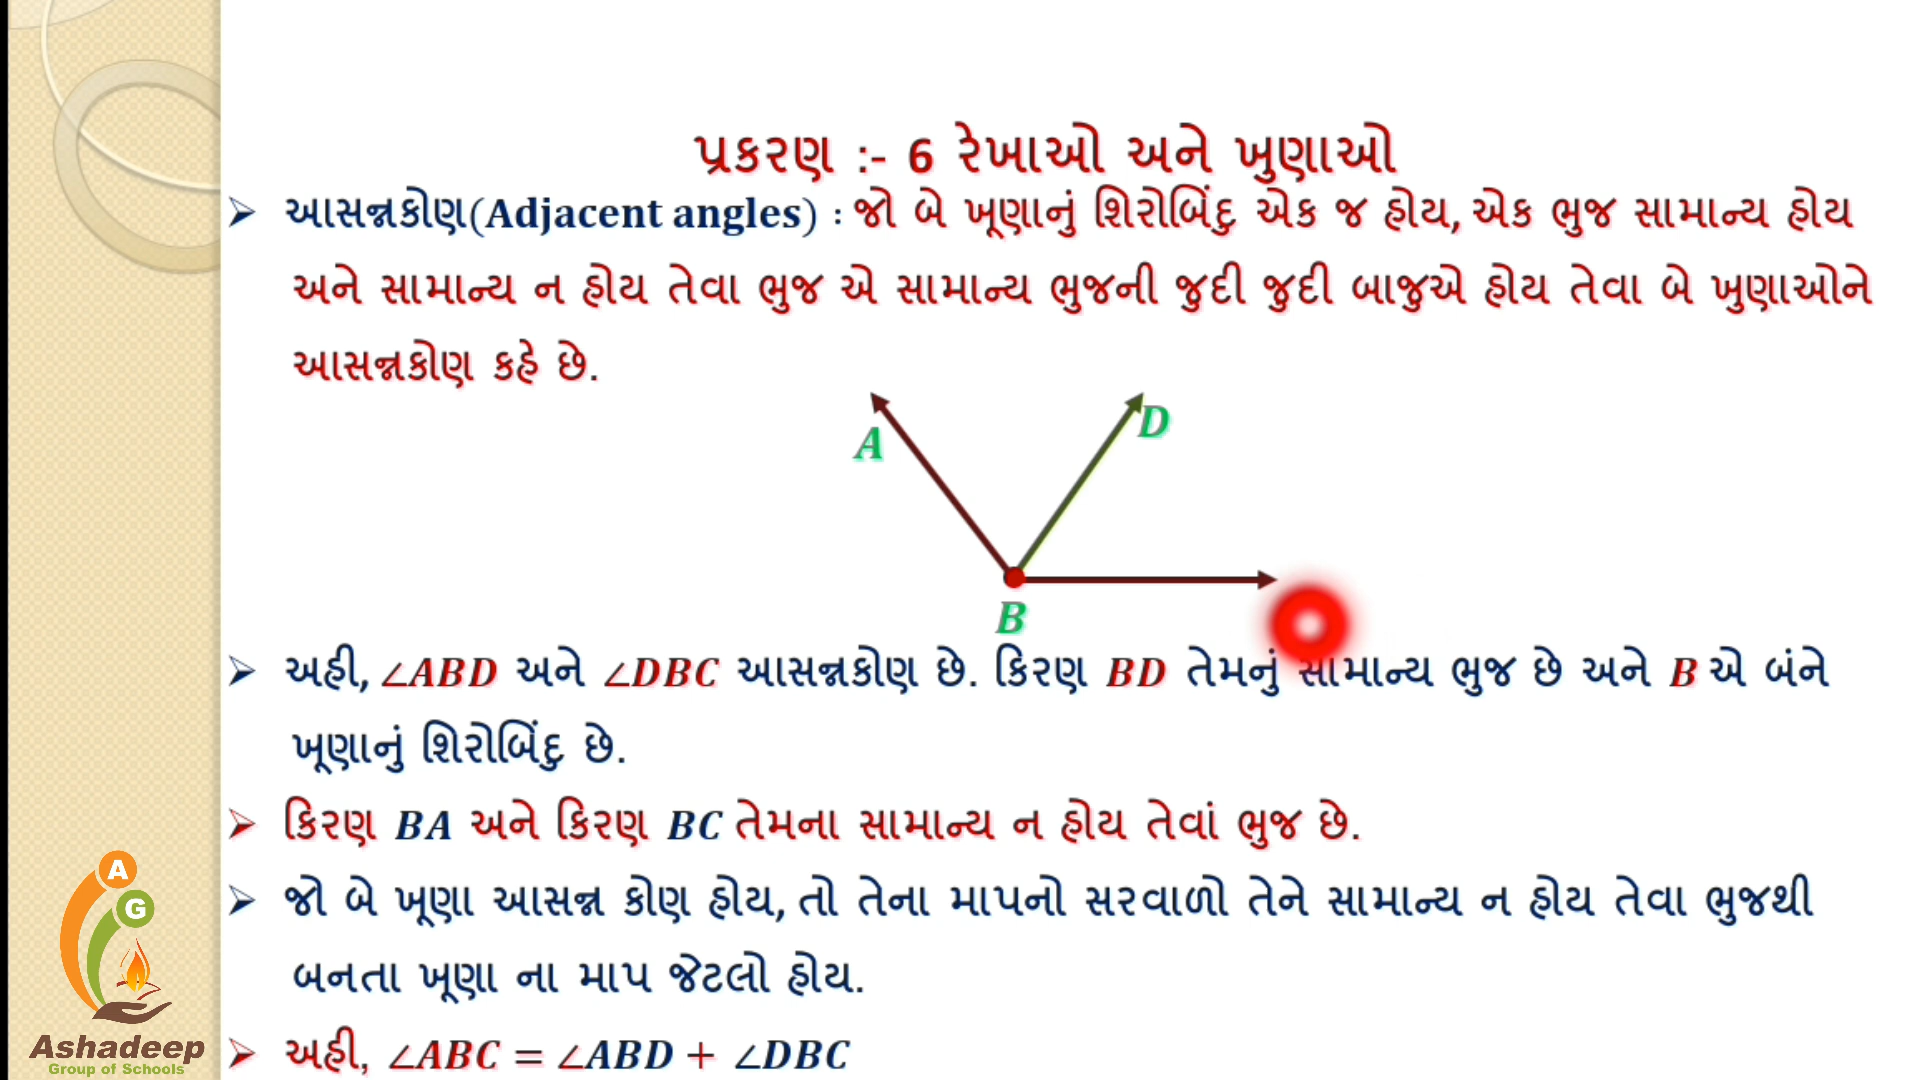 પ્રકરણ :- 6 રેખાઓ અને ખુણાઓ
➢ આસન્નકોણ(Adjacent angles) : જો બે ખૂણાનું શિરોબિંદુ એક જ હોય, એક ભુજ સામાન્ય હોય
અને સામાન્ય ન હોય તેવા ભુજ એ સામાન્ય ભુજની જુદી જુદી બાજુએ હોય તેવા બે ખુણાઓને
આસન્નકોણ કહે છે.
A
D
B
➢ અહી, ∠ABD અને ∠DBC આસન્નકોણ છે. કિરણ BD તેમનું સામાન્ય ભુજ છે અને B એ બંને
ખૂણાનું શિરોબિંદુ છે.
➢ કિરણ BA અને કિરણ BC તેમના સામાન્ય ન હોય તેવાં ભુજ છે.
➢ જો બે ખૂણા આસન્ન કોણ હોય, તો તેના માપનો સરવાળો તેને સામાન્ય ન હોય તેવા ભુજથી
બનતા ખૂણા ના માપ જેટલો હોય.
➢ અહી, ∠ABC = ∠ABD + ∠DBC
A
G
Ashadeep
Group of Schools